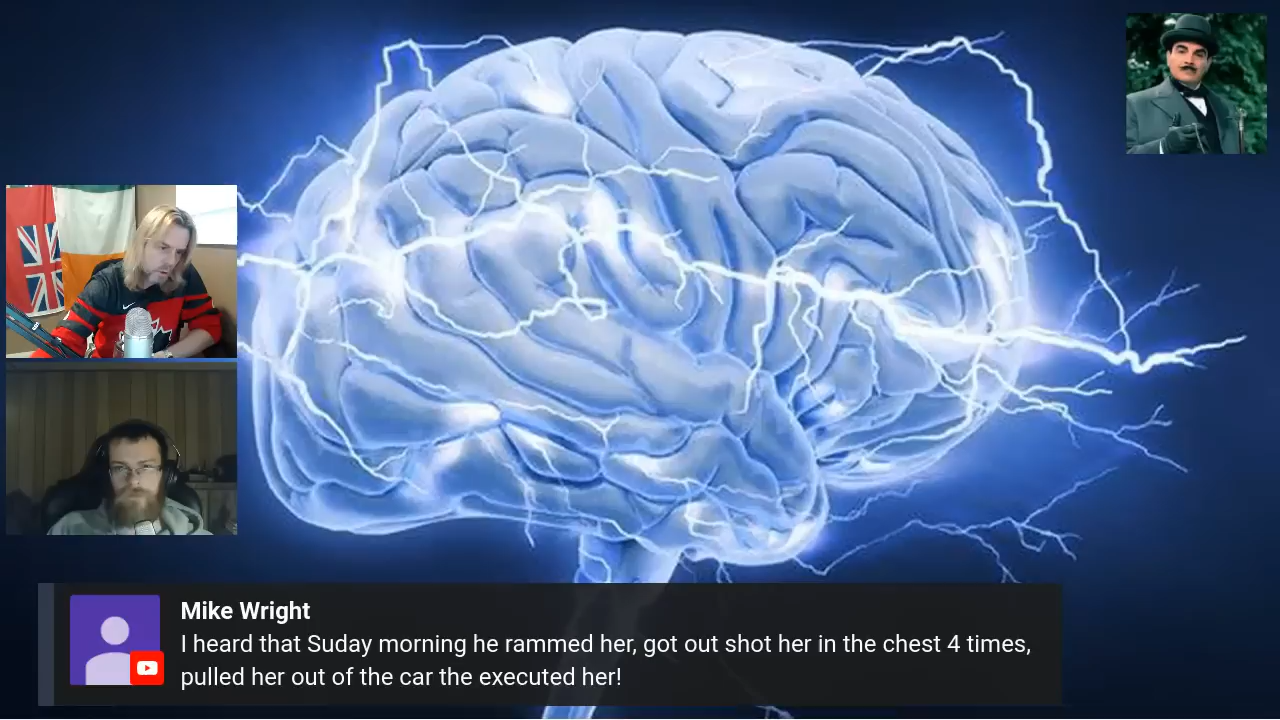 Mike Wright
I heard that Suday morning he rammed her, got out shot her in the chest 4 times,
pulled her out of the car the executed her!